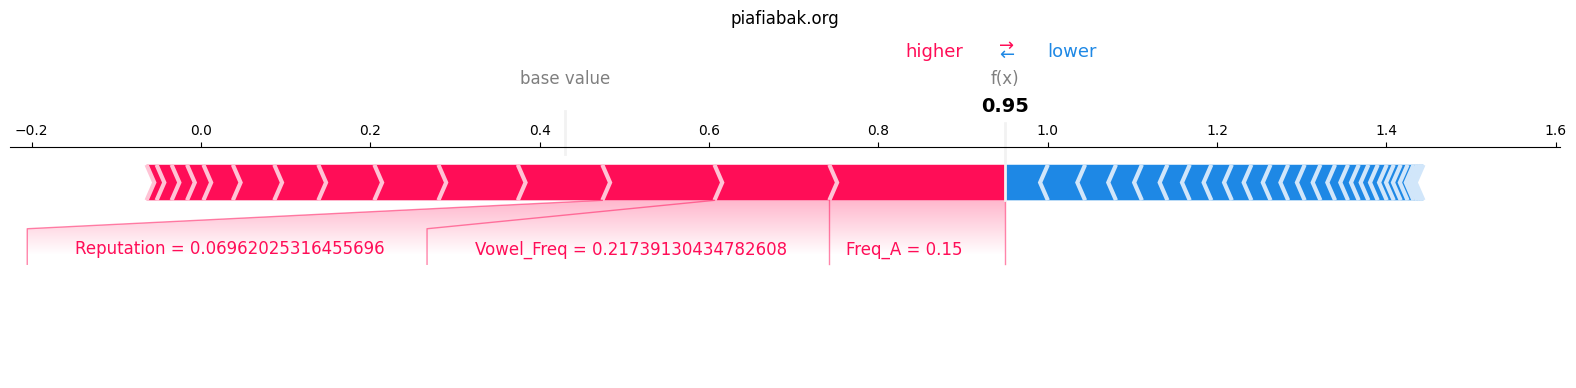 piafiabak.org
higher → ← lower
base value f(x)
0.95
−0.2 0.0 0.2 0.4 0.6 0.8 1.0 1.2 1.4 1.6
Reputation = 0.06962025316455696 Vowel_Freq = 0.21739130434782608 Freq_A = 0.15